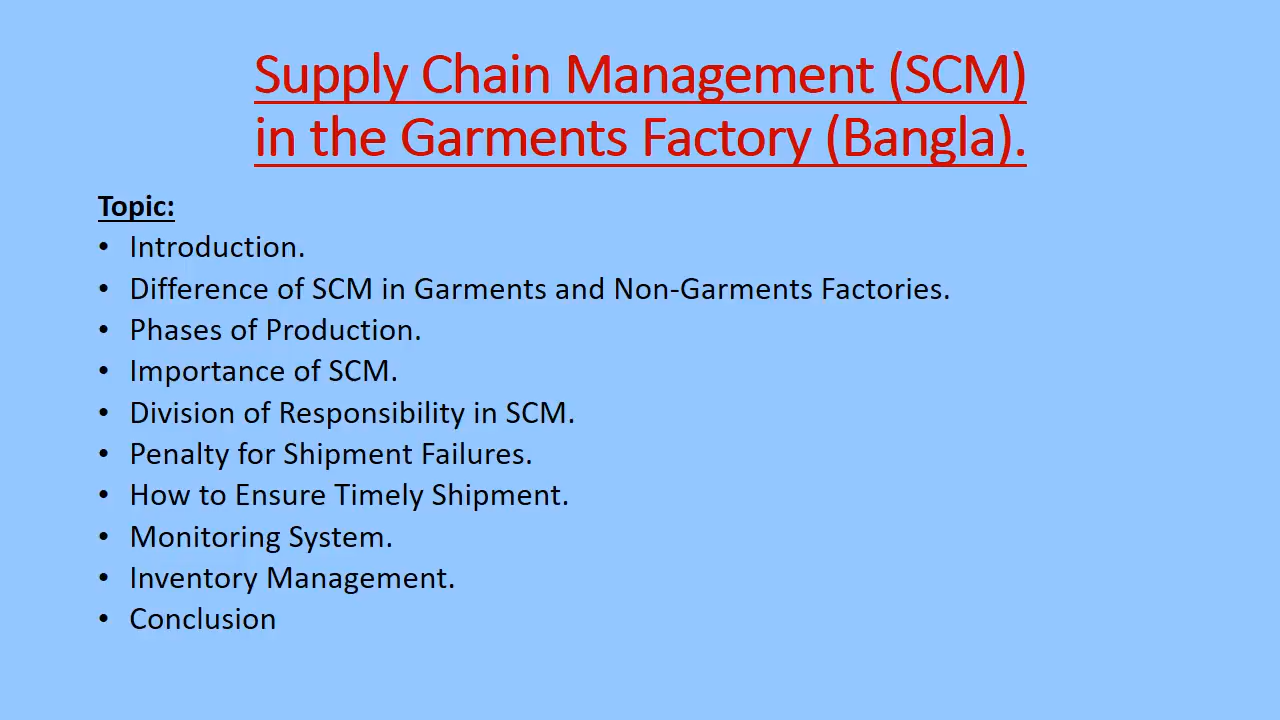 Supply Chain Management (SCM)
in the Garments Factory (Bangla).
Topic:
• Introduction.
• Difference of SCM in Garments and Non-Garments Factories.
• Phases of Production.
• Importance of SCM.
• Division of Responsibility in SCM.
• Penalty for Shipment Failures.
• How to Ensure Timely Shipment.
• Monitoring System.
• Inventory Management.
• Conclusion